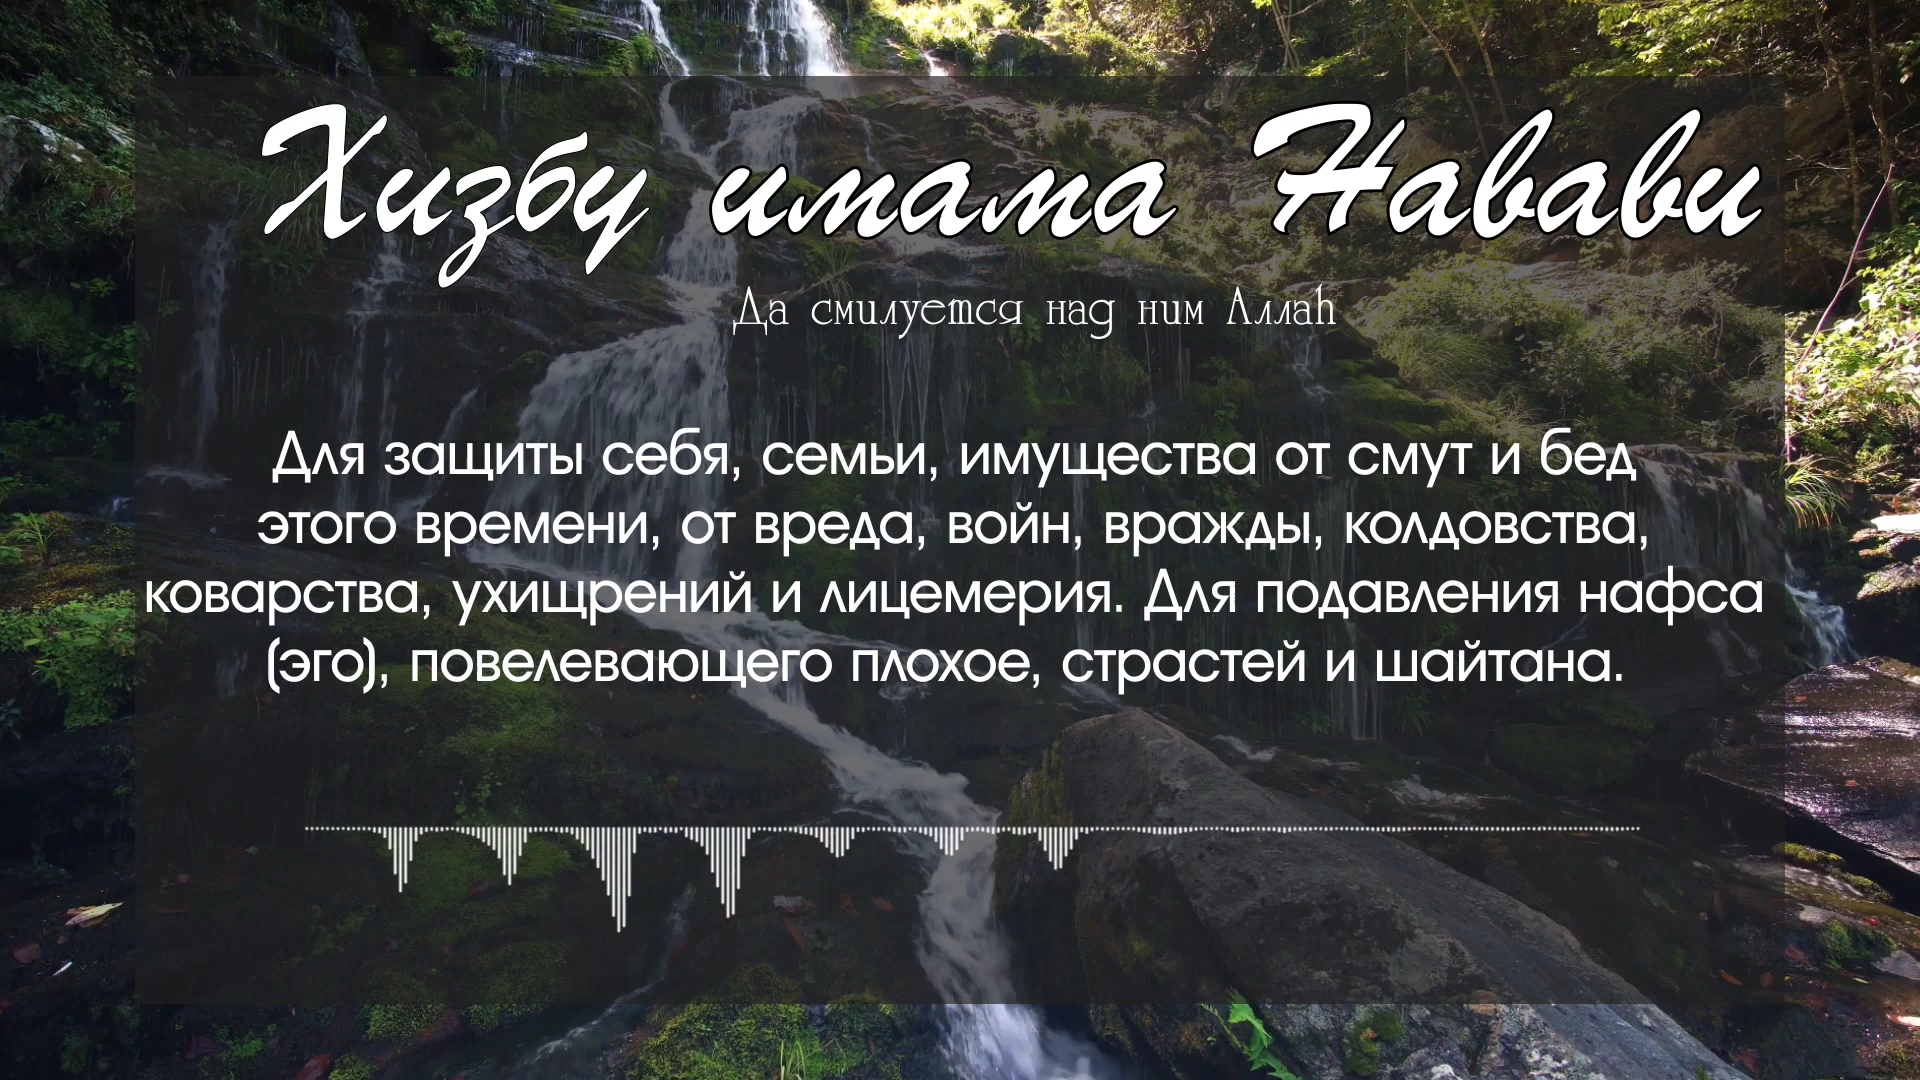 Хизбу имама Навави
Да смилуется над ним Аллаh
Для защиты себя, семьи, имущества от смут и бед
этого времени, от вреда, войн, вражды, колдовства,
коварства, ухищрений и лицемерия. Для подавления нафса
(эго), повелевающего плохое, страстей и шайтана.